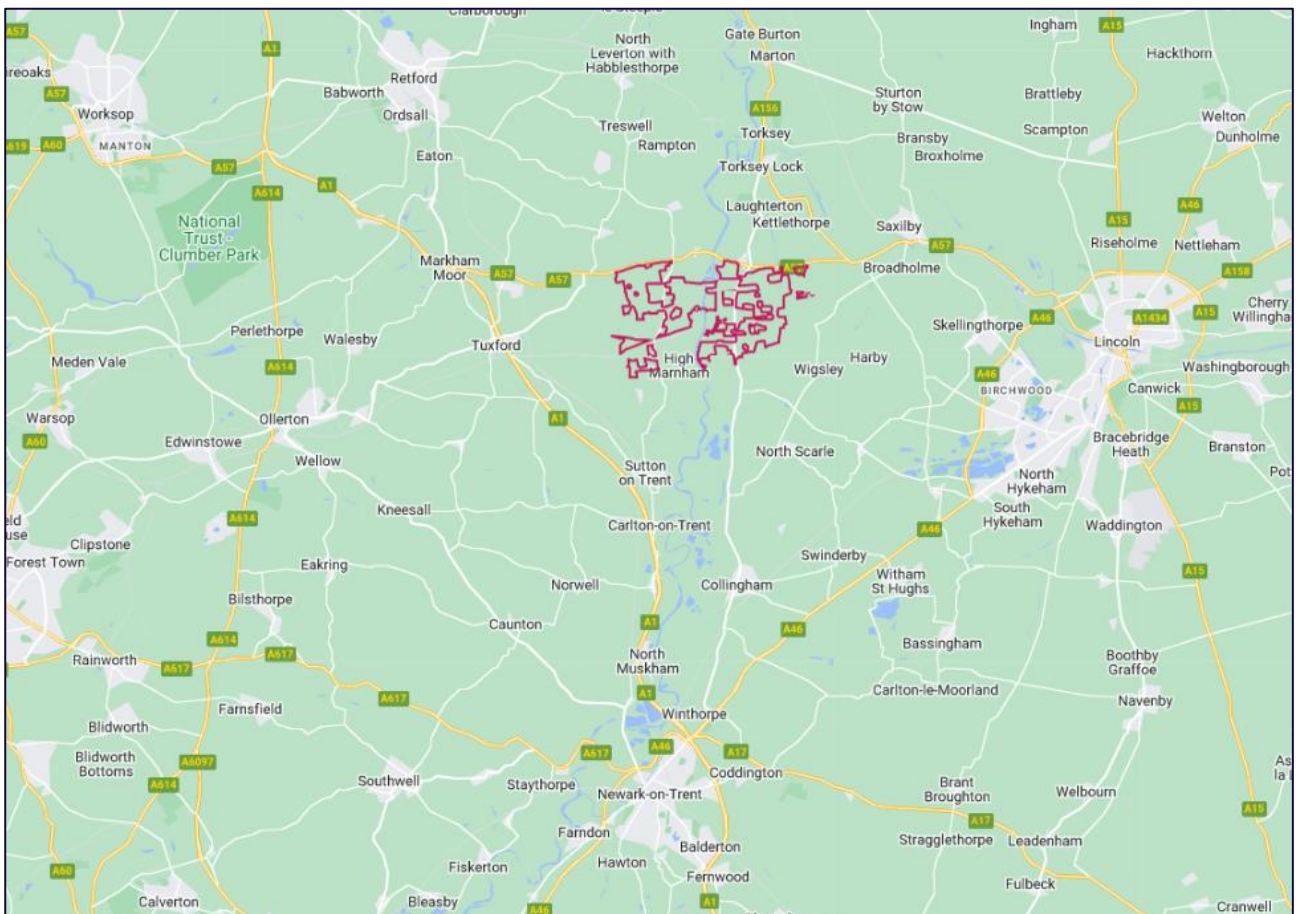 Ingham
A57
A1
North
Leverton with
Habblesthorpe
Gate Burton
Marton
A15
Hackthorn
Retford
Babworth
Ordsall
A57
Worksop
MANTON
A619
A60
A57
A614
A1
Eaton
Treswell
Rampton
A156
Torksey
Torksey Lock
Sturton
by Stow
Bransby
Broxholme
Brattleby
Scampton
Welton
Dunholme
National
Trust -
Clumber Park
Laughterton
Kettlethorpe
Saxilby
A57
Broadholme
A15
A46
Riseholme
Nettleham
A158
Markham
Moor
A57
A57
Perlethorpe
Walesby
Tuxford
Meden Vale
A614
High
Marnham
Wigsley
Harby
Skellingthorpe
A46
A1434
A15
Cherry
Lincoln
A46
BIRCHWOOD
Washingborough
Canwick
A15
Warsop
A60
Ollerton
Edwinstowe
Wellow
A1
Sutton
on Trent
North Scarle
Bracebridge
Heath
Branston
North
Hykeham
South
Hykeham
Waddington
Kneesall
A614
Clipstone
Forest Town
Carlton-on-Trent
A46
Swinderby
Witham
St Hughs
A15
Eakring
Bilsthorpe
Norwell
Collingham
Caunton
A1
A46
Bassingham
A614
A617
Rainworth
A617
A617
North
Muskham
A1
Winthorpe
Carlton-le-Moorland
Boothby
Graffoe
Navenby
Farnsfield
Blidworth
Blidworth
Bottoms
A6097
A614
Southwell
A617
A46
A17
Staythorpe
Coddington
Newark-on-Trent
Brant
Broughton
Welbourn
A17
A15
Farndon
Hawton
Balderton
Stragglethorpe
Leadenham
A60
Calverton
Fiskerton
Bleasby
Fernwood
A46
A1
Fulbeck
Cranwell